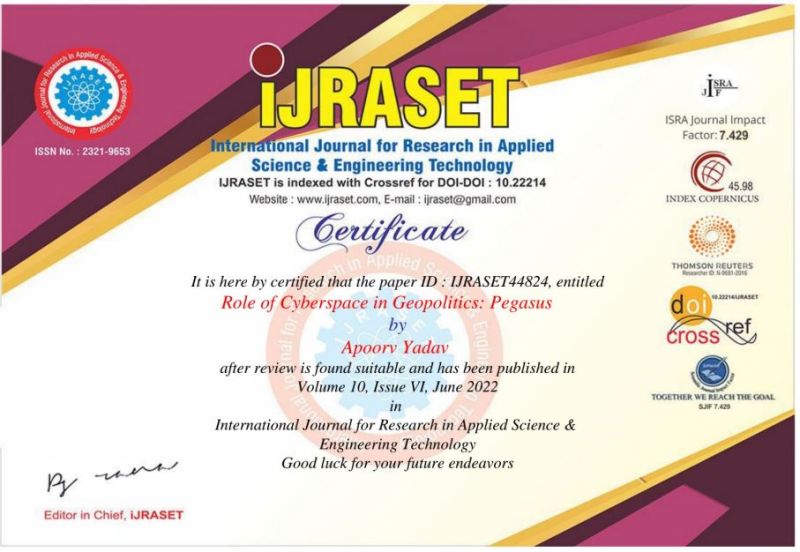 International Journal for Research in Applied Science & Engineering Technology
IJRASET
ISSN No. : 2321-9653
iJRASET
International Journal for Research in Applied
Science & Engineering Technology
IJRASET is indexed with Crossref for DOI-DOI : 10.22214
Website : www.ijraset.com, E-mail : ijraset@gmail.com
Certificate
It is here by certified that the paper ID : IJRASET44824, entitled
Role of Cyberspace in Geopolitics: Pegasus
by
Apoorv Yadav
after review is found suitable and has been published in
Volume 10, Issue VI, June 2022
in
International Journal for Research in Applied Science &
Engineering Technology
Good luck for your future endeavors
Editor in Chief, iJRASET
ISRA
JIF
ISRA Journal Impact
Factor: 7.429
45.98
INDEX COPERNICUS
THOMSON REUTERS
Researcher ID: N-9681-2016
doi
10.22214/IJRASET
cross ref
TOGETHER WE REACH THE GOAL
SJIF 7.429